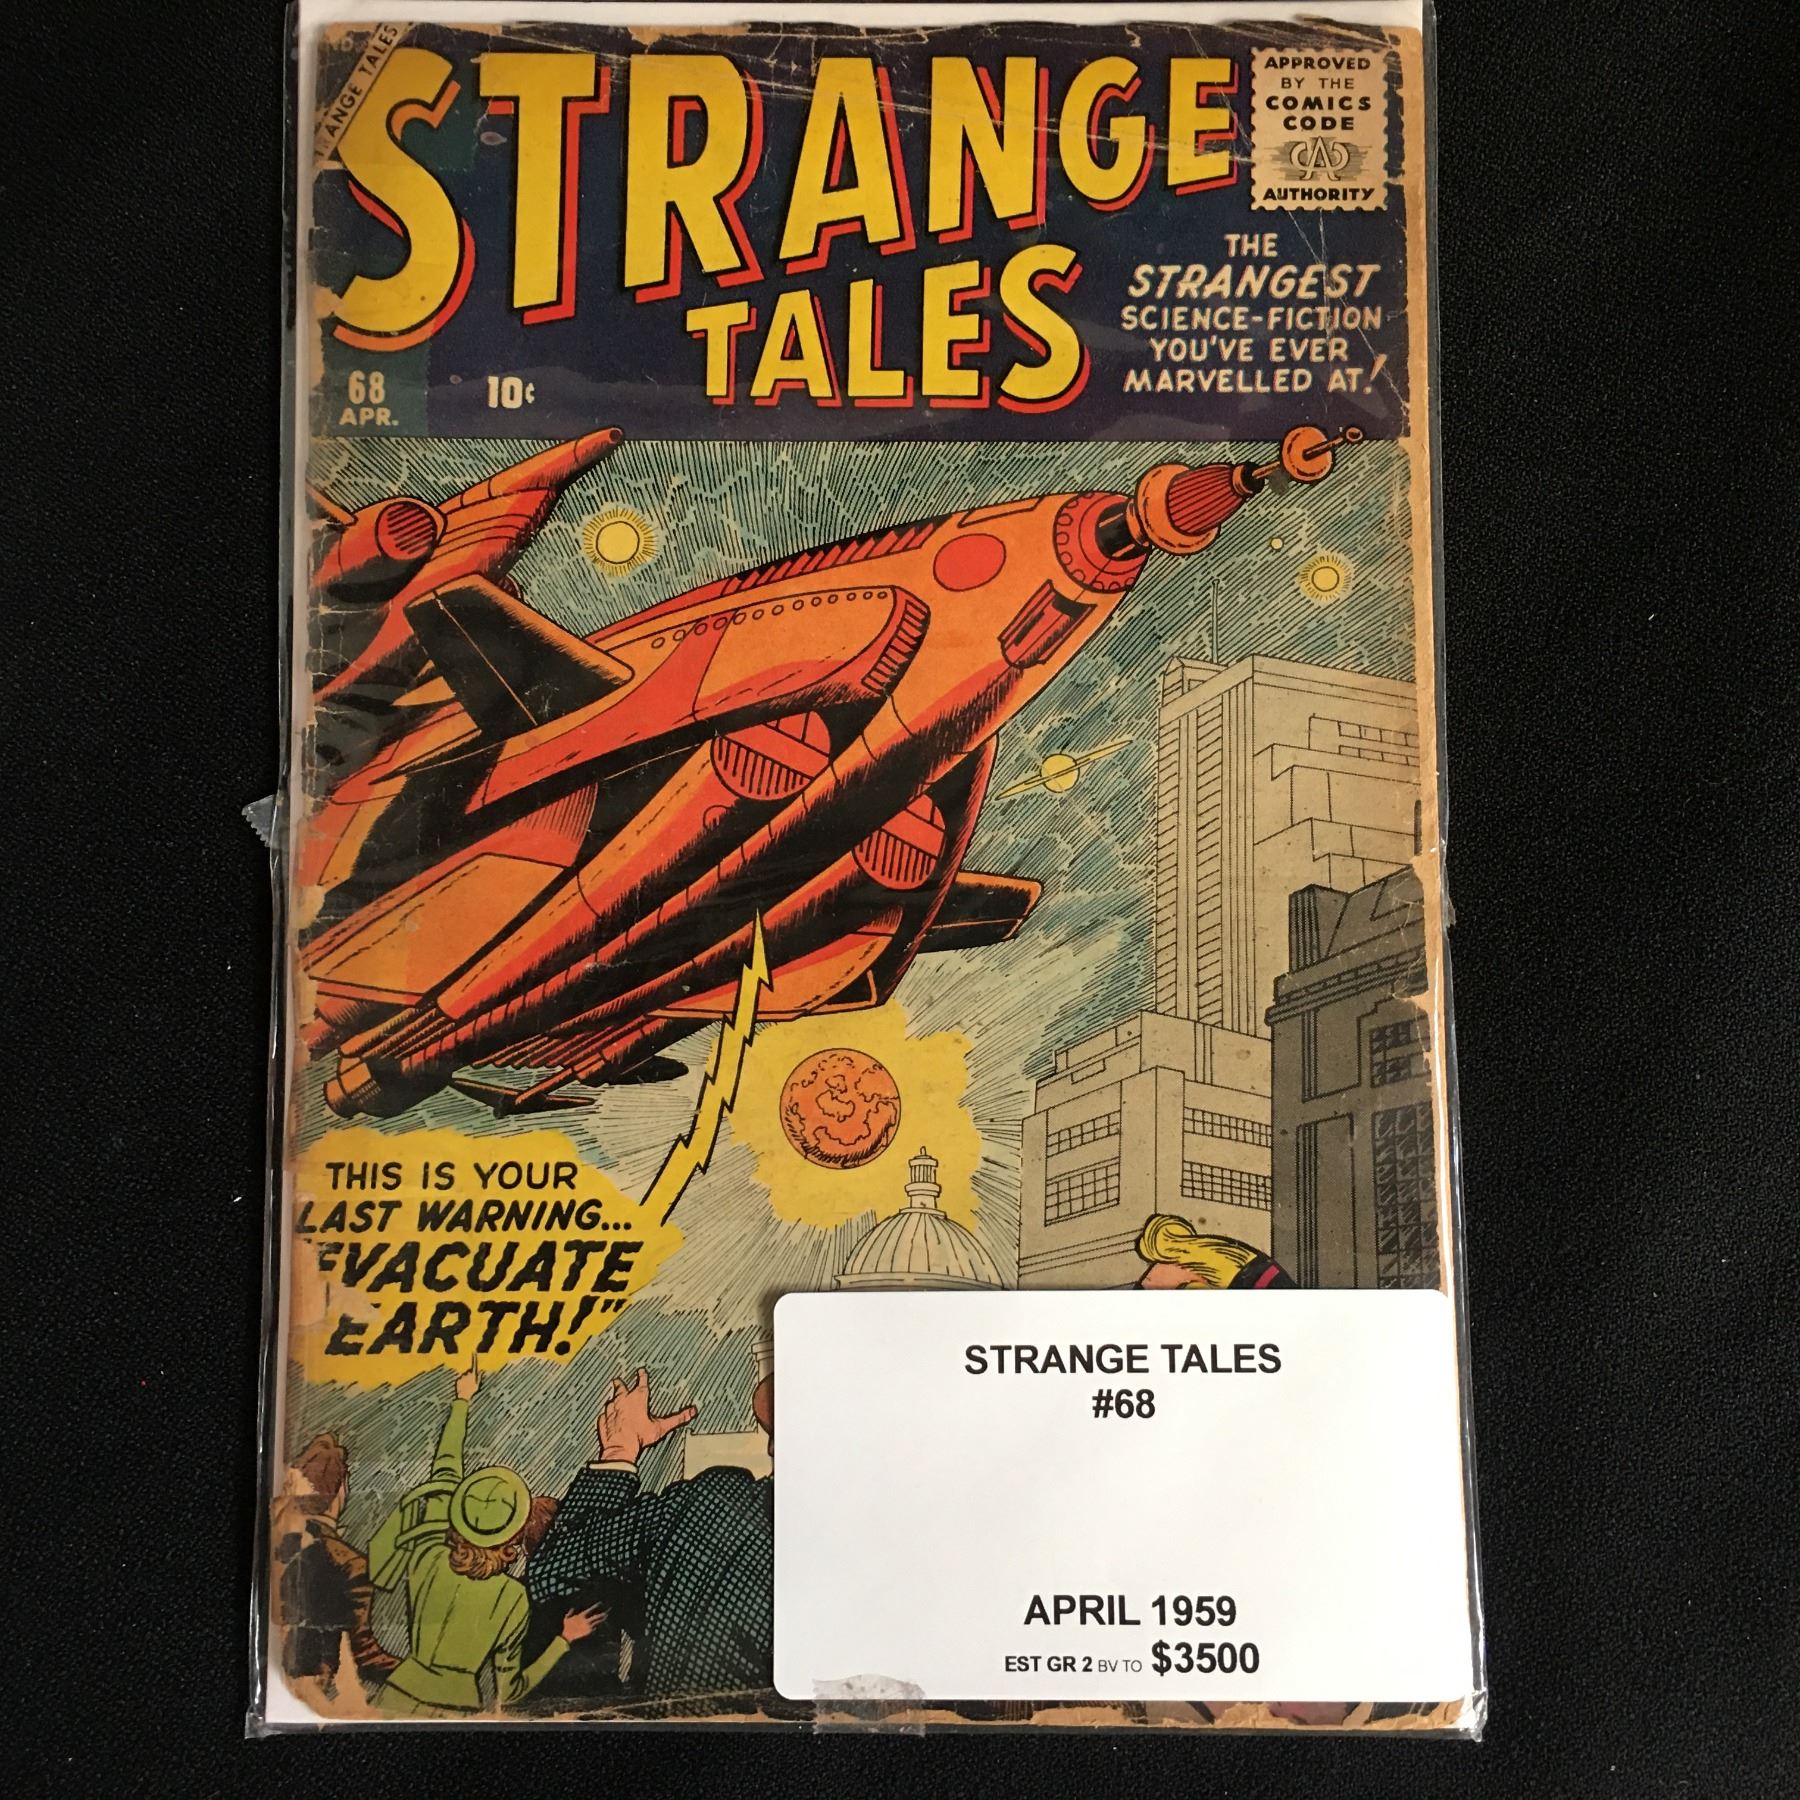 STRANGE TALES
STRANGE
TALES
APPROVED
BY THE
COMICS
CODE
CA
AUTHORITY
THE
STRANGEST
SCIENCE-FICTION
YOU'VE EVER
MARVELLED AT!
68
APR.
10¢
THIS IS YOUR
LAST WARNING...
"EVACUATE
EARTH!"
STRANGE TALES
#68
APRIL 1959
EST GR 2 BV TO $3500